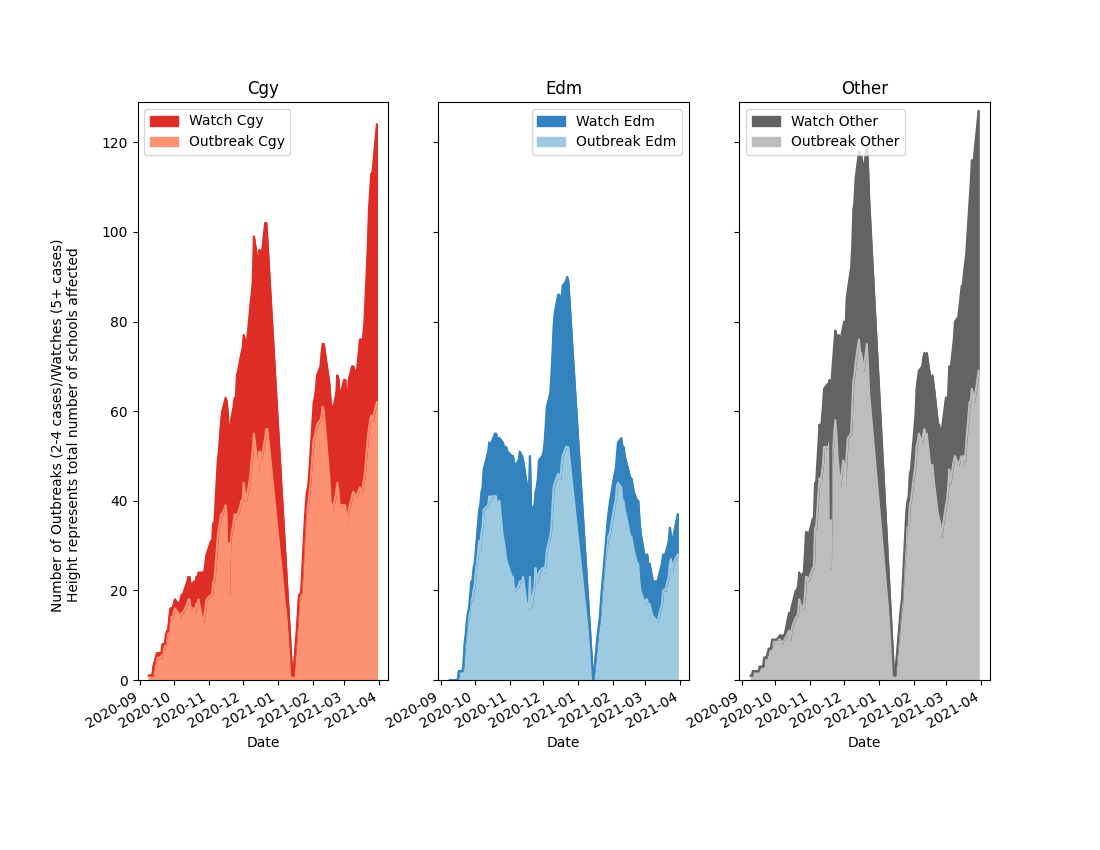 Cgy
Edm
Other
Watch Cgy
Outbreak Cgy
Watch Edm
Outbreak Edm
Watch Other
Outbreak Other
Number of Outbreaks (2-4 cases)/Watches (5+ cases)
Height represents total number of schools affected
120
100
80
60
40
20
0
2020-09
2020-10
2020-11
2020-12
2021-01
2021-02
2021-03
2021-04
2020-09
2020-10
2020-11
2020-12
2021-01
2021-02
2021-03
2021-04
2020-09
2020-10
2020-11
2020-12
2021-01
2021-02
2021-03
2021-04
Date
Date
Date